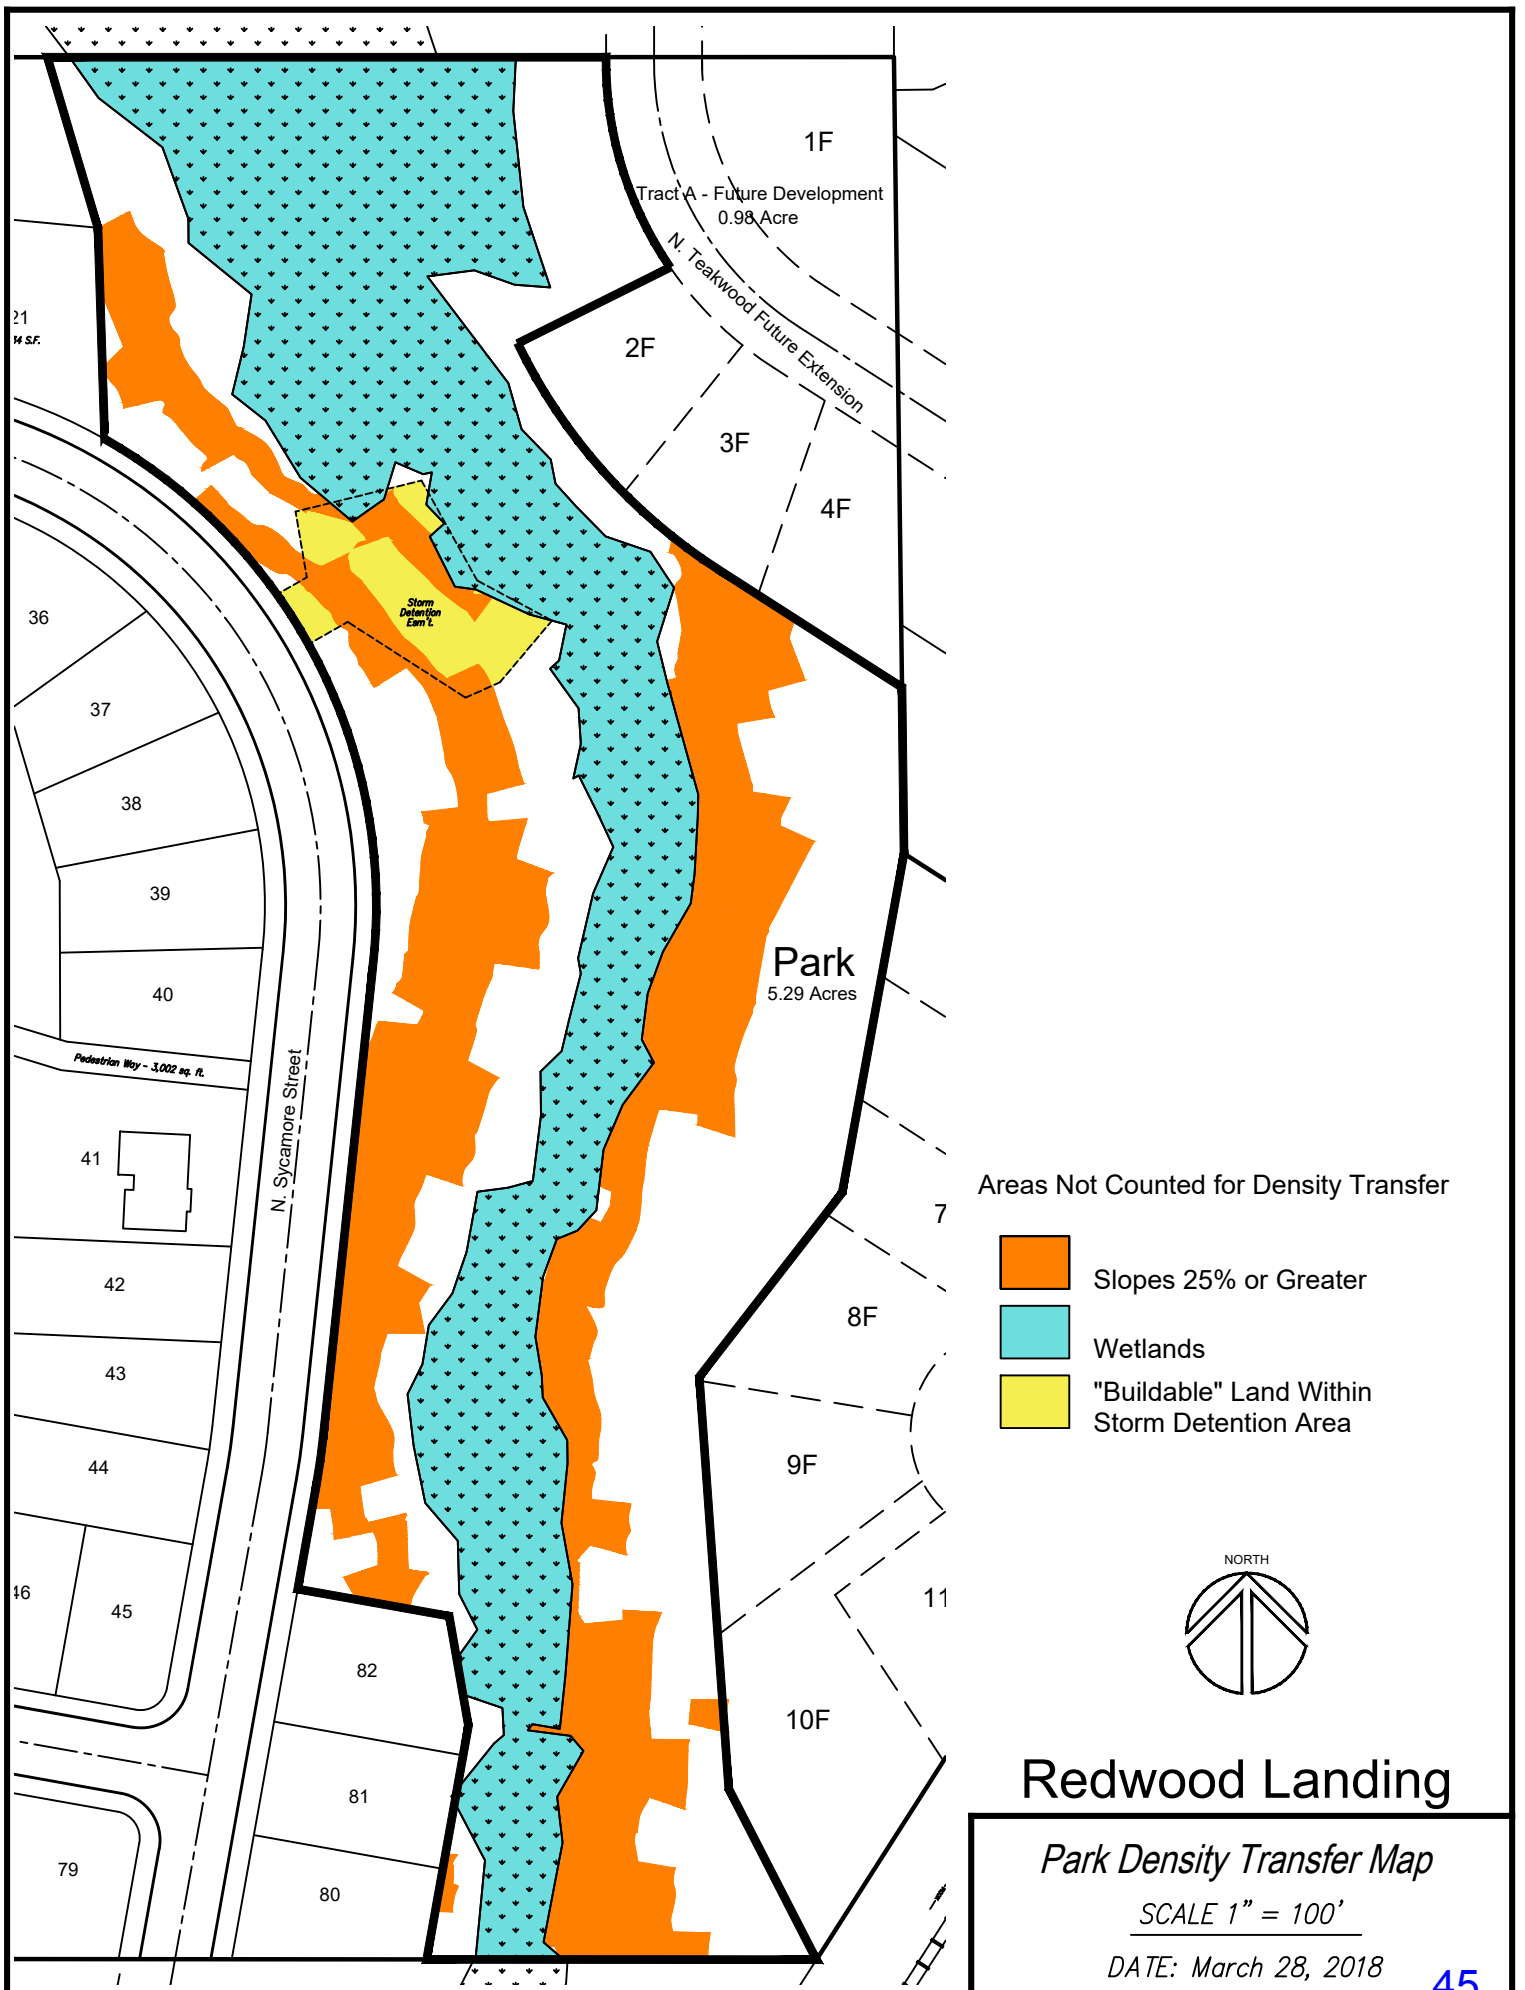 1F
Tract A - Future Development
0.98 Acre
N. Teakwood Future Extension
21
2F
3F
4F
Storm
Detention
Esm't.
36
37
38
39
40
Park
5.29 Acres
Pedestrian Way - 3,002 sq. ft.
N. Sycamore Street
41
42
43
44
46
45
82
81
80
79
7
8F
9F
10F
11
Areas Not Counted for Density Transfer
Slopes 25% or Greater
Wetlands
"Buildable" Land Within
Storm Detention Area
NORTH
Redwood Landing
Park Density Transfer Map
SCALE 1" = 100'
DATE: March 28, 2018
45